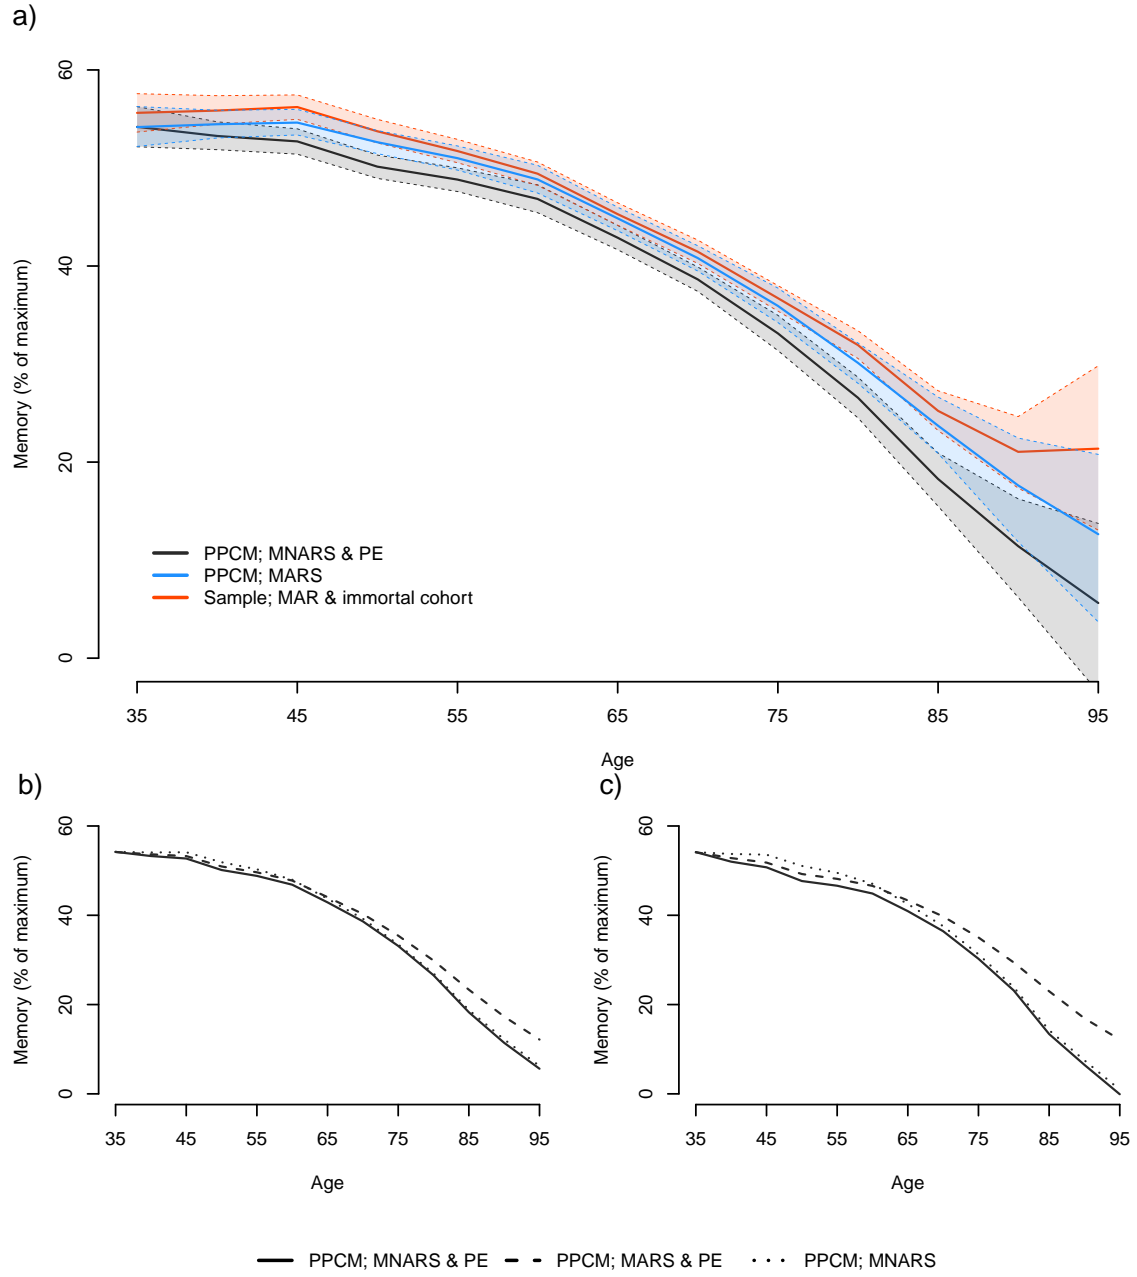 a)
Memory (% of maximum)
60
40
20
0
PPCM; MNARS & PE
PPCM; MARS
Sample; MAR & immortal cohort
35 45 55 65 75 85 95
Age
b)
Memory (% of maximum)
60
40
20
0
35 45 55 65 75 85 95
Age
c)
Memory (% of maximum)
60
40
20
0
35 45 55 65 75 85 95
Age
PPCM; MNARS & PE PPCM; MARS & PE PPCM; MNARS